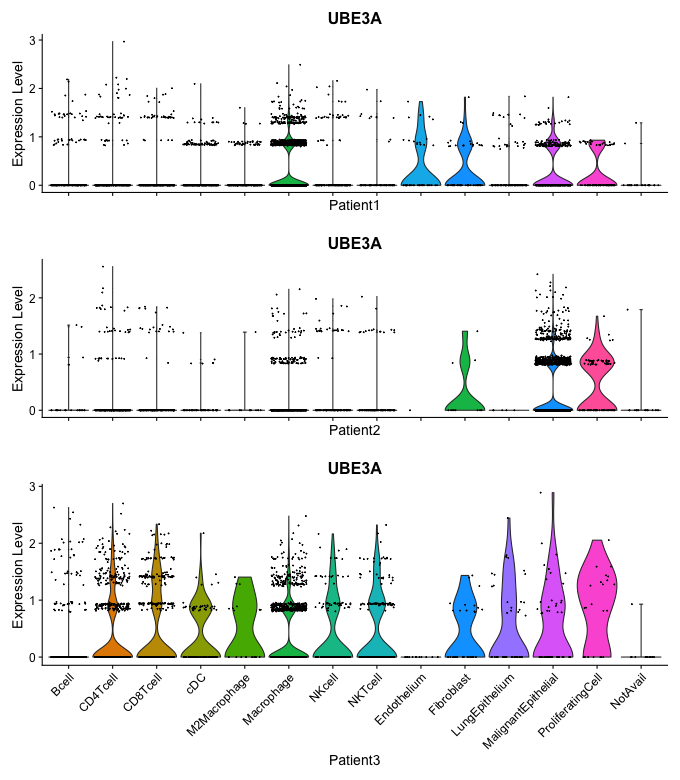 UBE3A
Expression Level
3
2
1
0
Patient1
UBE3A
Expression Level
2
1
0
Patient2
UBE3A
Expression Level
3
2
1
0
Bcell
CD4Tcell
CD8Tcell
cDC
M2Macrophage
Macrophage
NKcell
NKTcell
Endothelium
Fibroblast
LungEpithelium
MalignantEpithelial
ProliferatingCell
NotAvail
Patient3